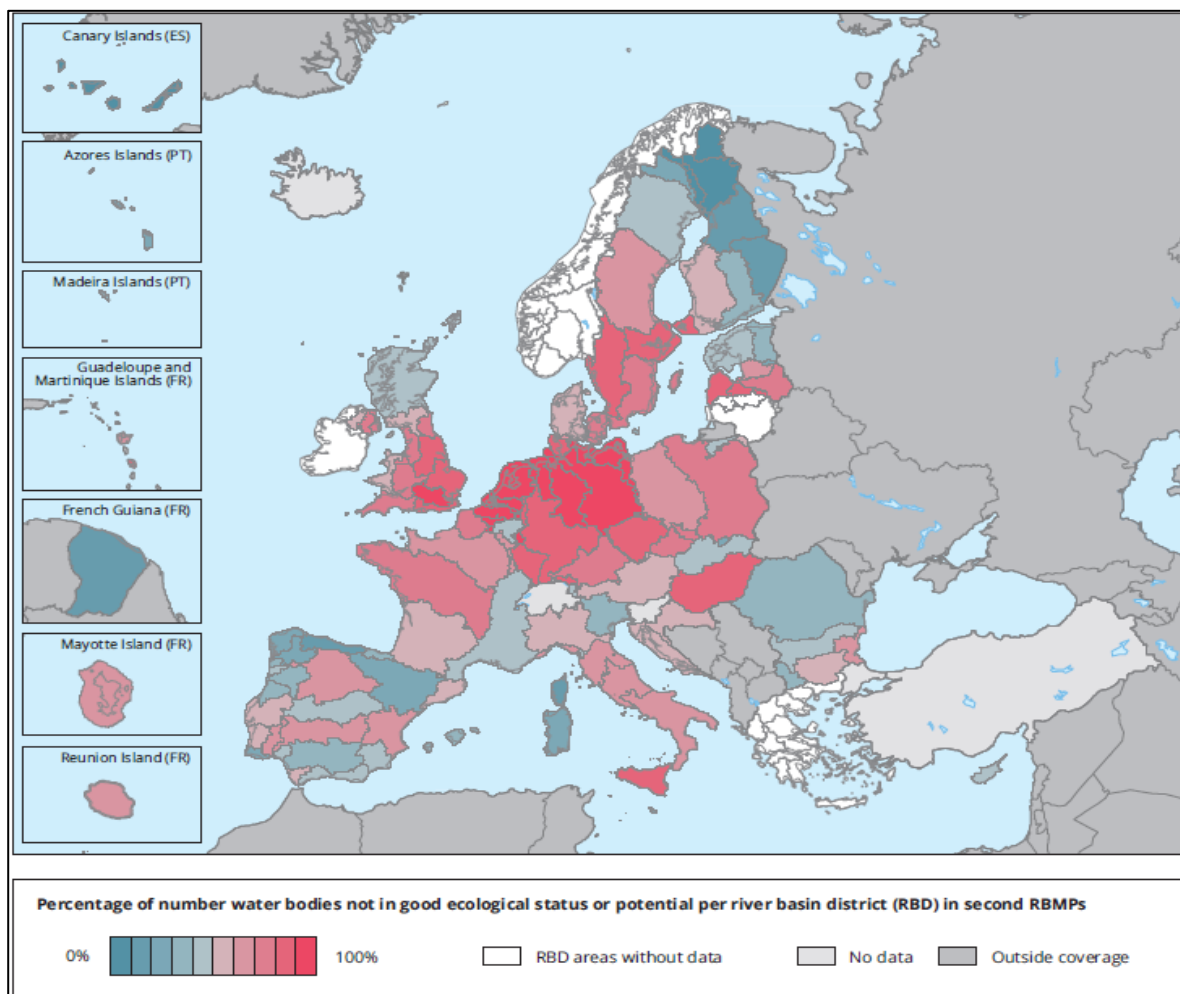 Canary Islands (ES)
Azores Islands (PT)
Madeira Islands (PT)
Guadeloupe and
Martinique Islands (FR)
French Guiana (FR)
Mayotte Island (FR)
Reunion Island (FR)
Percentage of number water bodies not in good ecological status or potential per river basin district (RBD) in second RBMPs
0% 100% RBD areas without data No data Outside coverage